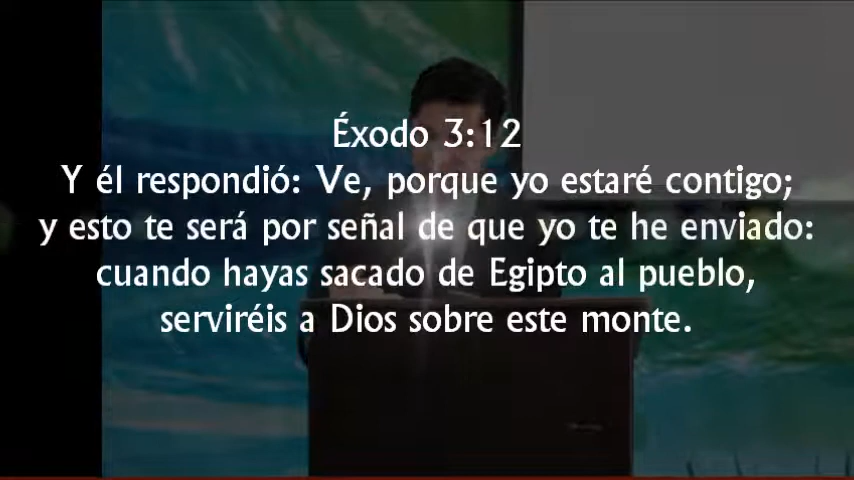 Éxodo 3:12
Y él respondió: Ve, porque yo estaré contigo;
y esto te será por señal de que yo te he enviado:
cuando hayas sacado de Egipto al pueblo,
serviréis a Dios sobre este monte.